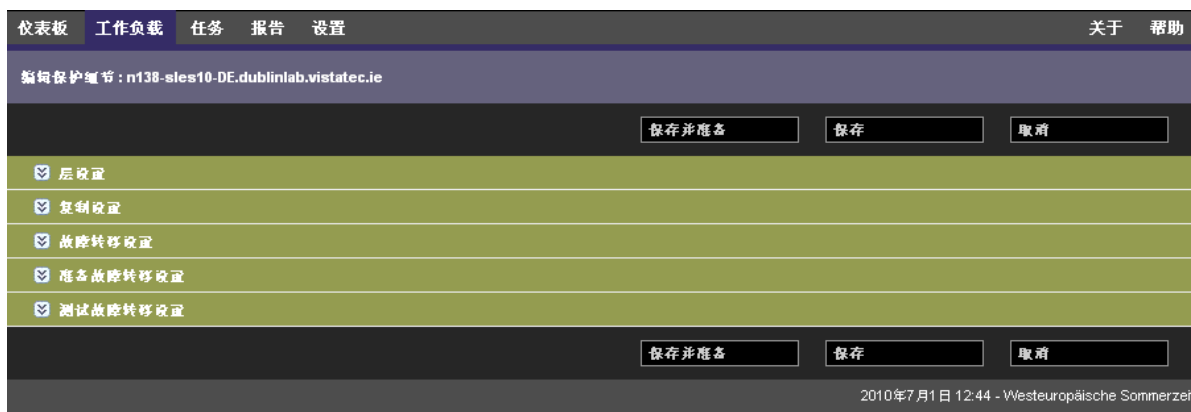 仪表板 工作负载 任务 报告 设置 关于 帮助
编辑保护细节 : n138-sles10-DE.dublinlab.vistatec.ie
保存并准备 保存 取消
层设置
复制设置
故障转移设置
准备故障转移设置
测试故障转移设置
保存并准备 保存 取消
2010年7月1日 12:44 - Westeuropäische Sommerzei